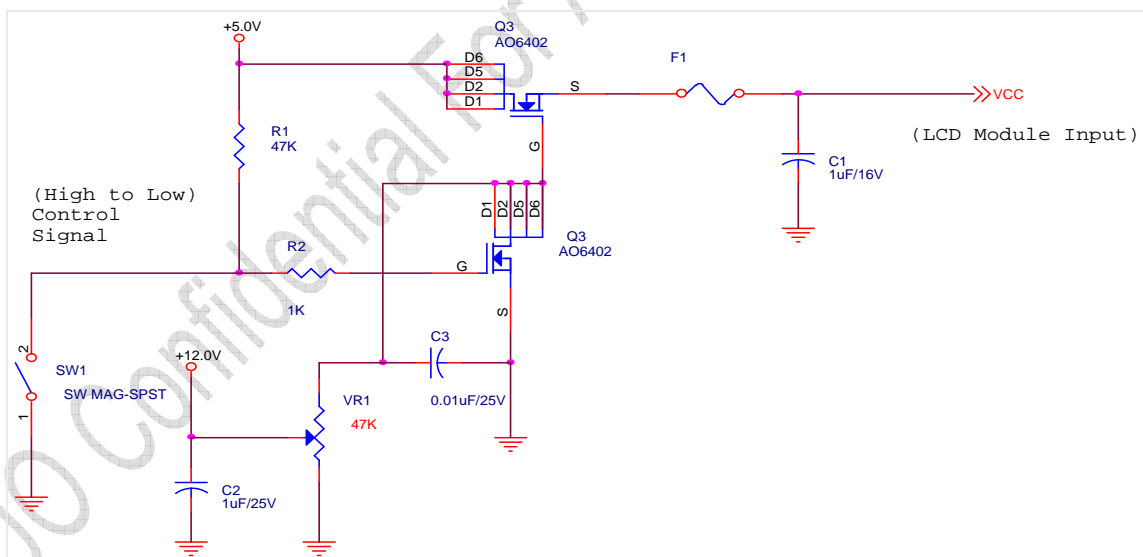 Q3
AO6402
+5.0V
D6
D5
D2
D1
S
G
F1
VCC
(LCD Module Input)
R1
47K
C1
1uF/16V
(High to Low)
Control
Signal
D1
D2
D5
D6
Q3
AO6402
R2
1K
G
S
2
SW1
SW MAG-SPST
1
+12.0V
C3
0.01uF/25V
VR1
47K
C2
1uF/25V
Confidential For